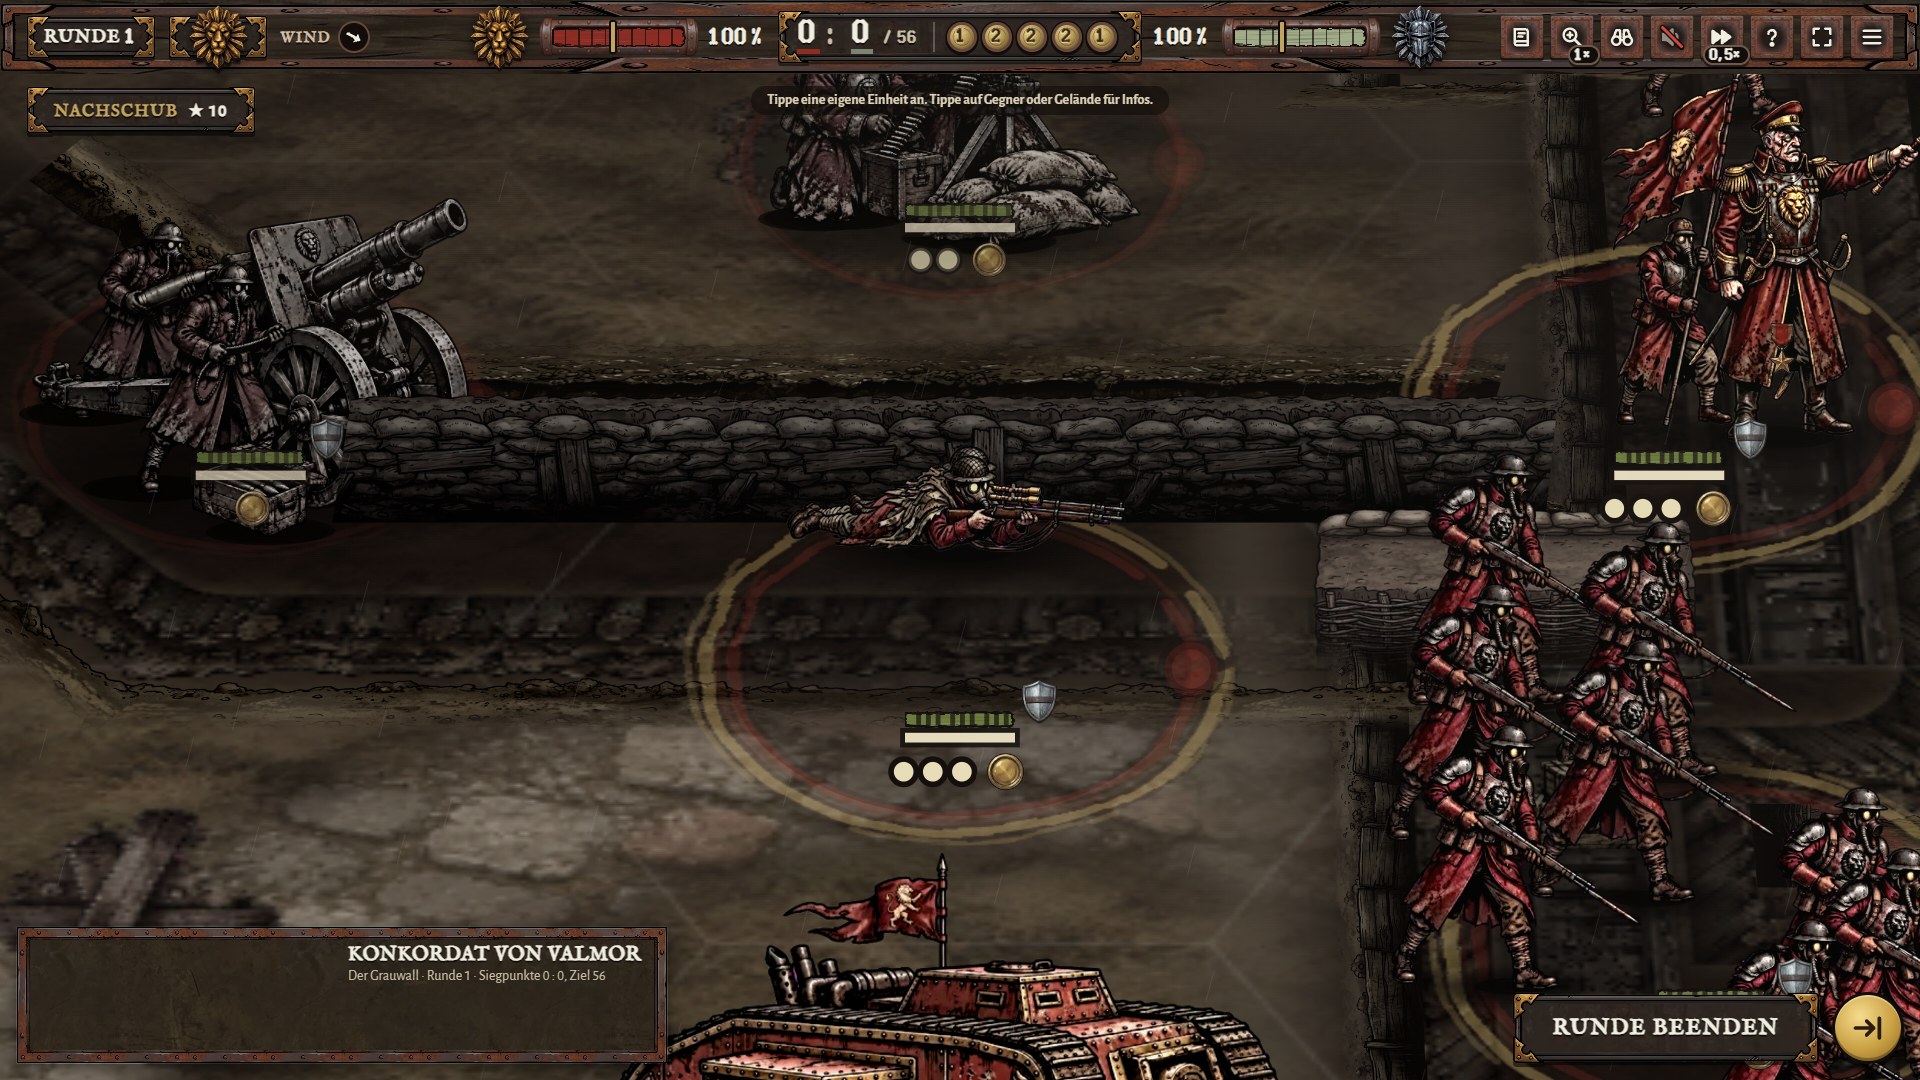 RUNDE 1
WIND
100 %
0 : 0 / 56
1 2 2 2 1
100 %
1×
0,5×
?
NACHSCHUB ★ 10
Tippe eine eigene Einheit an. Tippe auf Gegner oder Gelände für Infos.
KONKORDAT VON VALMOR
Der Grauwall · Runde 1 · Siegpunkte 0 : 0, Ziel 56
RUNDE BEENDEN